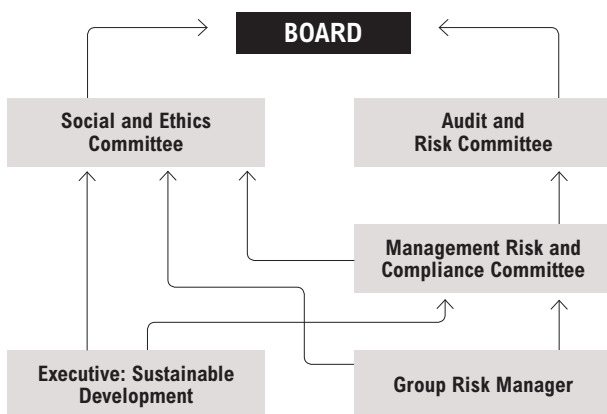 BOARD
Social and Ethics
Committee
Audit and
Risk Committee
Management Risk and
Compliance Committee
Executive: Sustainable
Development
Group Risk Manager